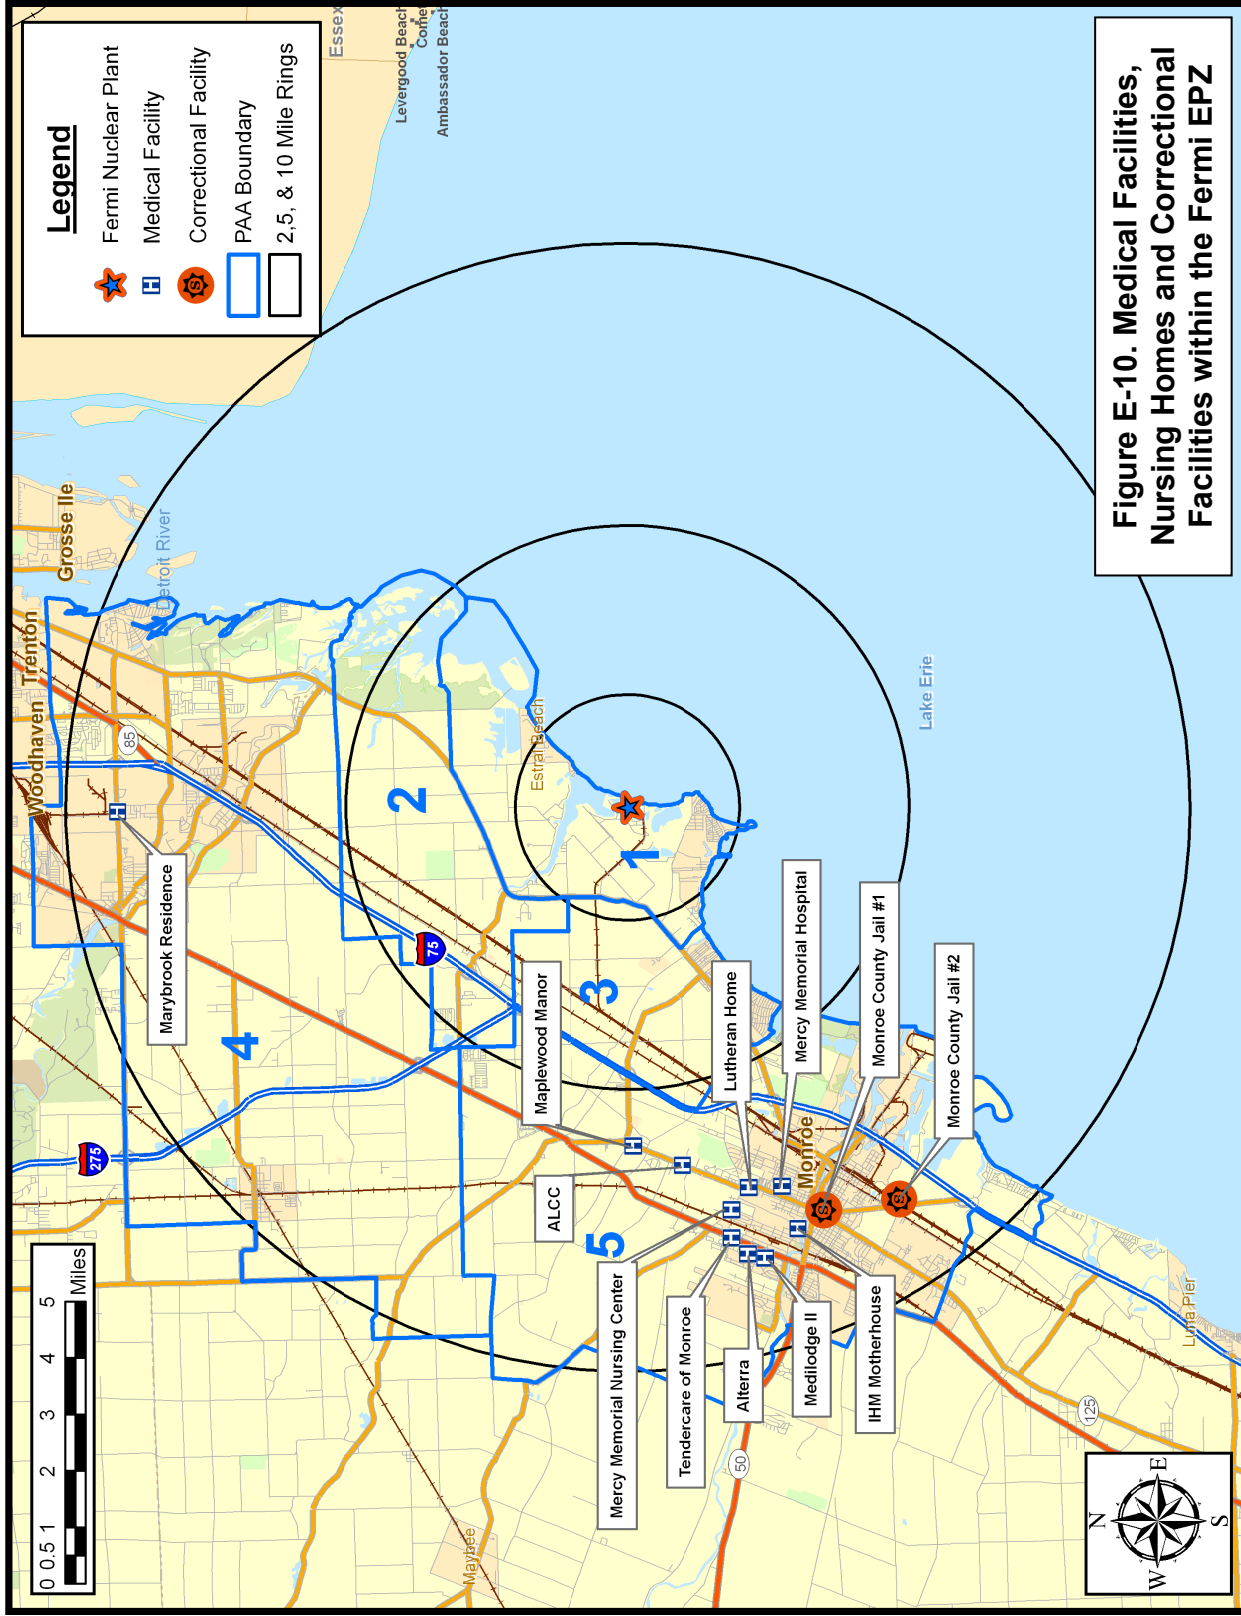 Legend
Fermi Nuclear Plant
Medical Facility
Correctional Facility
PAA Boundary
2,5, & 10 Mile Rings
0 0.5 1 2 3 4 5
Miles
Woodhaven
Trenton
Grosse Ile
Detroit River
Essex
Levergood Beach
Comet
Ambassador Beach
85
275
75
Marybrook Residence
4
2
Estral Beach
1
3
5
Maplewood Manor
ALCC
Lutheran Home
Mercy Memorial Hospital
Monroe County Jail #1
Monroe County Jail #2
Monroe
Mercy Memorial Nursing Center
Tendercare of Monroe
Alterra
Medilodge II
IHM Motherhouse
Lake Erie
Maybee
50
125
Luna Pier
N
W E
S
H
S
Figure E-10. Medical Facilities,
Nursing Homes and Correctional
Facilities within the Fermi EPZ